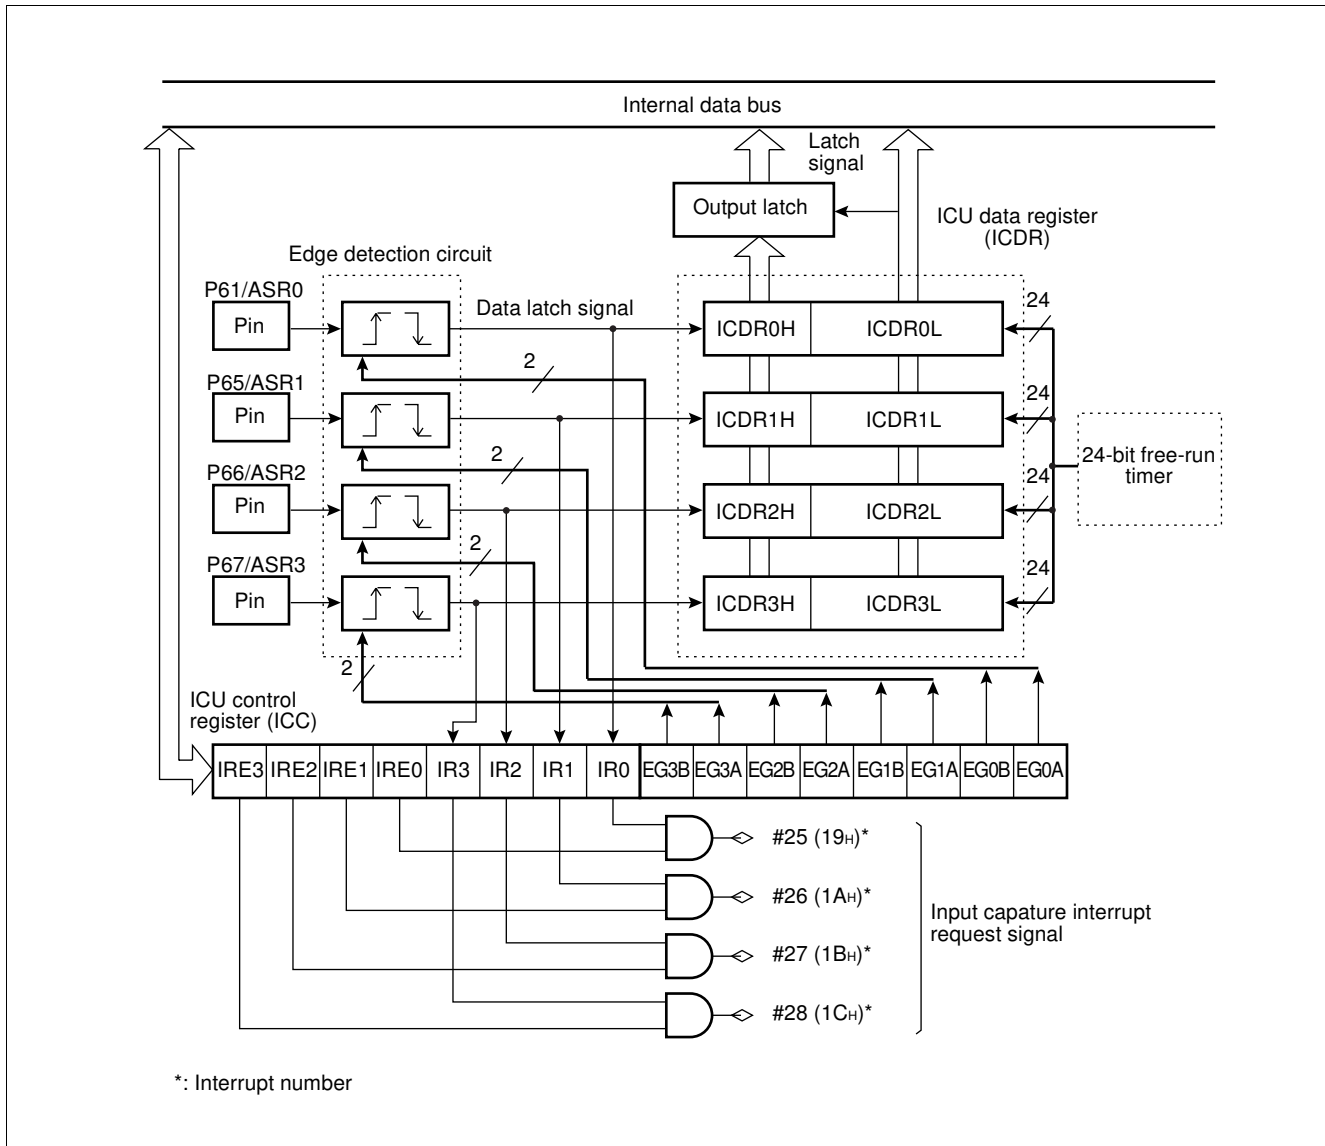 Internal data bus
Latch
signal
Output latch
ICU data register
(ICDR)
Edge detection circuit
P61/ASR0
Pin
Data latch signal
ICDR0H
ICDR0L
24
2
P65/ASR1
Pin
ICDR1H
ICDR1L
24
2
24-bit free-run
timer
P66/ASR2
Pin
ICDR2H
ICDR2L
24
2
P67/ASR3
Pin
ICDR3H
ICDR3L
24
2
ICU control
register (ICC)
IRE3 IRE2 IRE1 IRE0 IR3 IR2 IR1 IR0 EG3B EG3A EG2B EG2A EG1B EG1A EG0B EG0A
#25 (19H)*
#26 (1AH)*
#27 (1BH)*
#28 (1CH)*
Input capature interrupt
request signal
*: Interrupt number